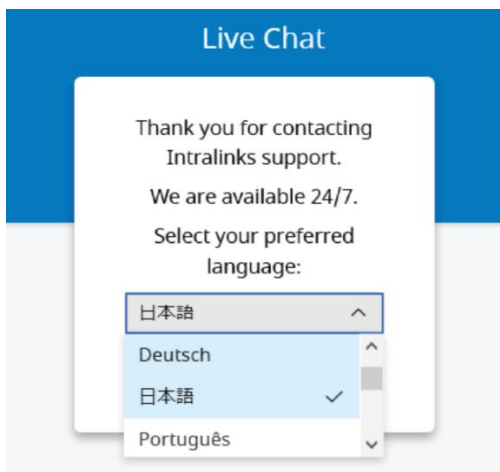 Live Chat
Thank you for contacting
Intralinks support.
We are available 24/7.
Select your preferred
language:
日本語
Deutsch
日本語
Português